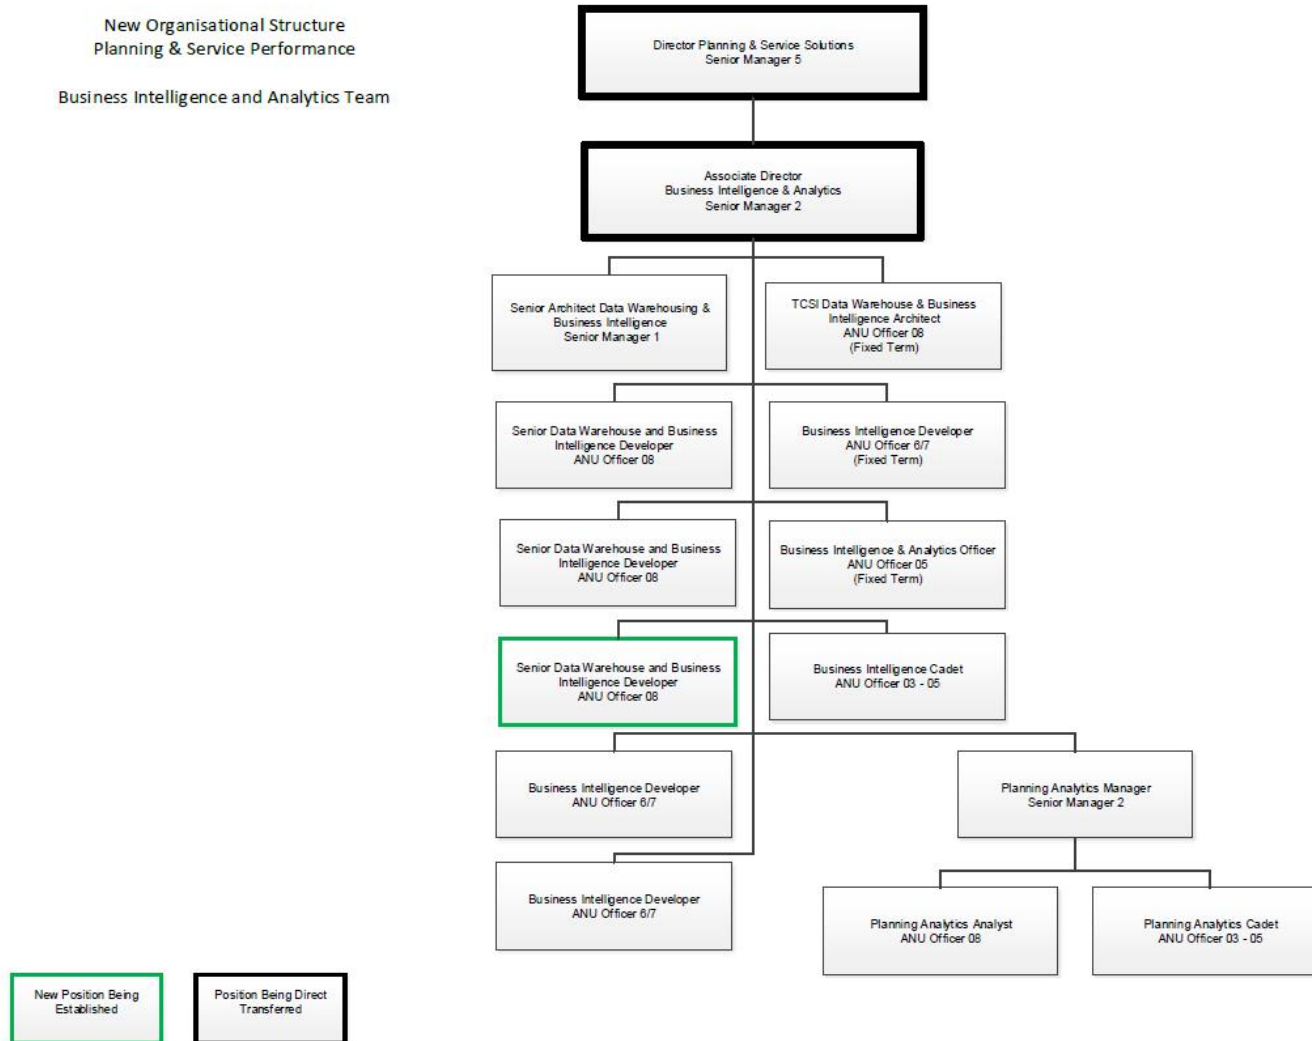 New Organisational Structure
Planning & Service Performance
Business Intelligence and Analytics Team
Director Planning & Service Solutions
Senior Manager 5
Associate Director
Business Intelligence & Analytics
Senior Manager 2
Senior Architect Data Warehousing &
Business Intelligence
Senior Manager 1
TCSI Data Warehouse & Business
Intelligence Architect
ANU Officer 08
(Fixed Term)
Senior Data Warehouse and Business
Intelligence Developer
ANU Officer 08
Business Intelligence Developer
ANU Officer 6/7
(Fixed Term)
Senior Data Warehouse and Business
Intelligence Developer
ANU Officer 08
Business Intelligence & Analytics Officer
ANU Officer 05
(Fixed Term)
Senior Data Warehouse and Business
Intelligence Developer
ANU Officer 08
Business Intelligence Cadet
ANU Officer 03 - 05
Business Intelligence Developer
ANU Officer 6/7
Planning Analytics Manager
Senior Manager 2
Business Intelligence Developer
ANU Officer 6/7
Planning Analytics Analyst
ANU Officer 08
Planning Analytics Cadet
ANU Officer 03 - 05
New Position Being
Established
Position Being Direct
Transferred